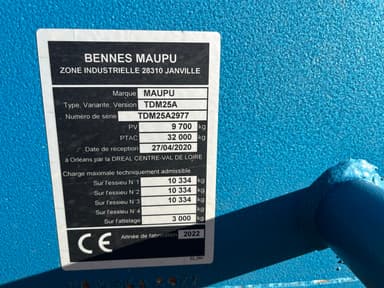 BENNES MAUPU
ZONE INDUSTRIELLE 28310 JANVILLE
Marque MAUPU
Type, Variante, Version TDM25A
Numéro de série TDM25A2977
PV 9 700 kg
PTAC 32 000 kg
Date de réception 27/04/2020
à Orléans par la DREAL CENTRE-VAL DE LOIRE
Charge maximale techniquement admissible
Sur l'essieu N°1 10 334 kg
Sur l'essieu N°2 10 334 kg
Sur l'essieu N°3 10 334 kg
Sur l'essieu N°4 kg
Sur l'attelage 3 000 kg
CE Année de fabrication 2022